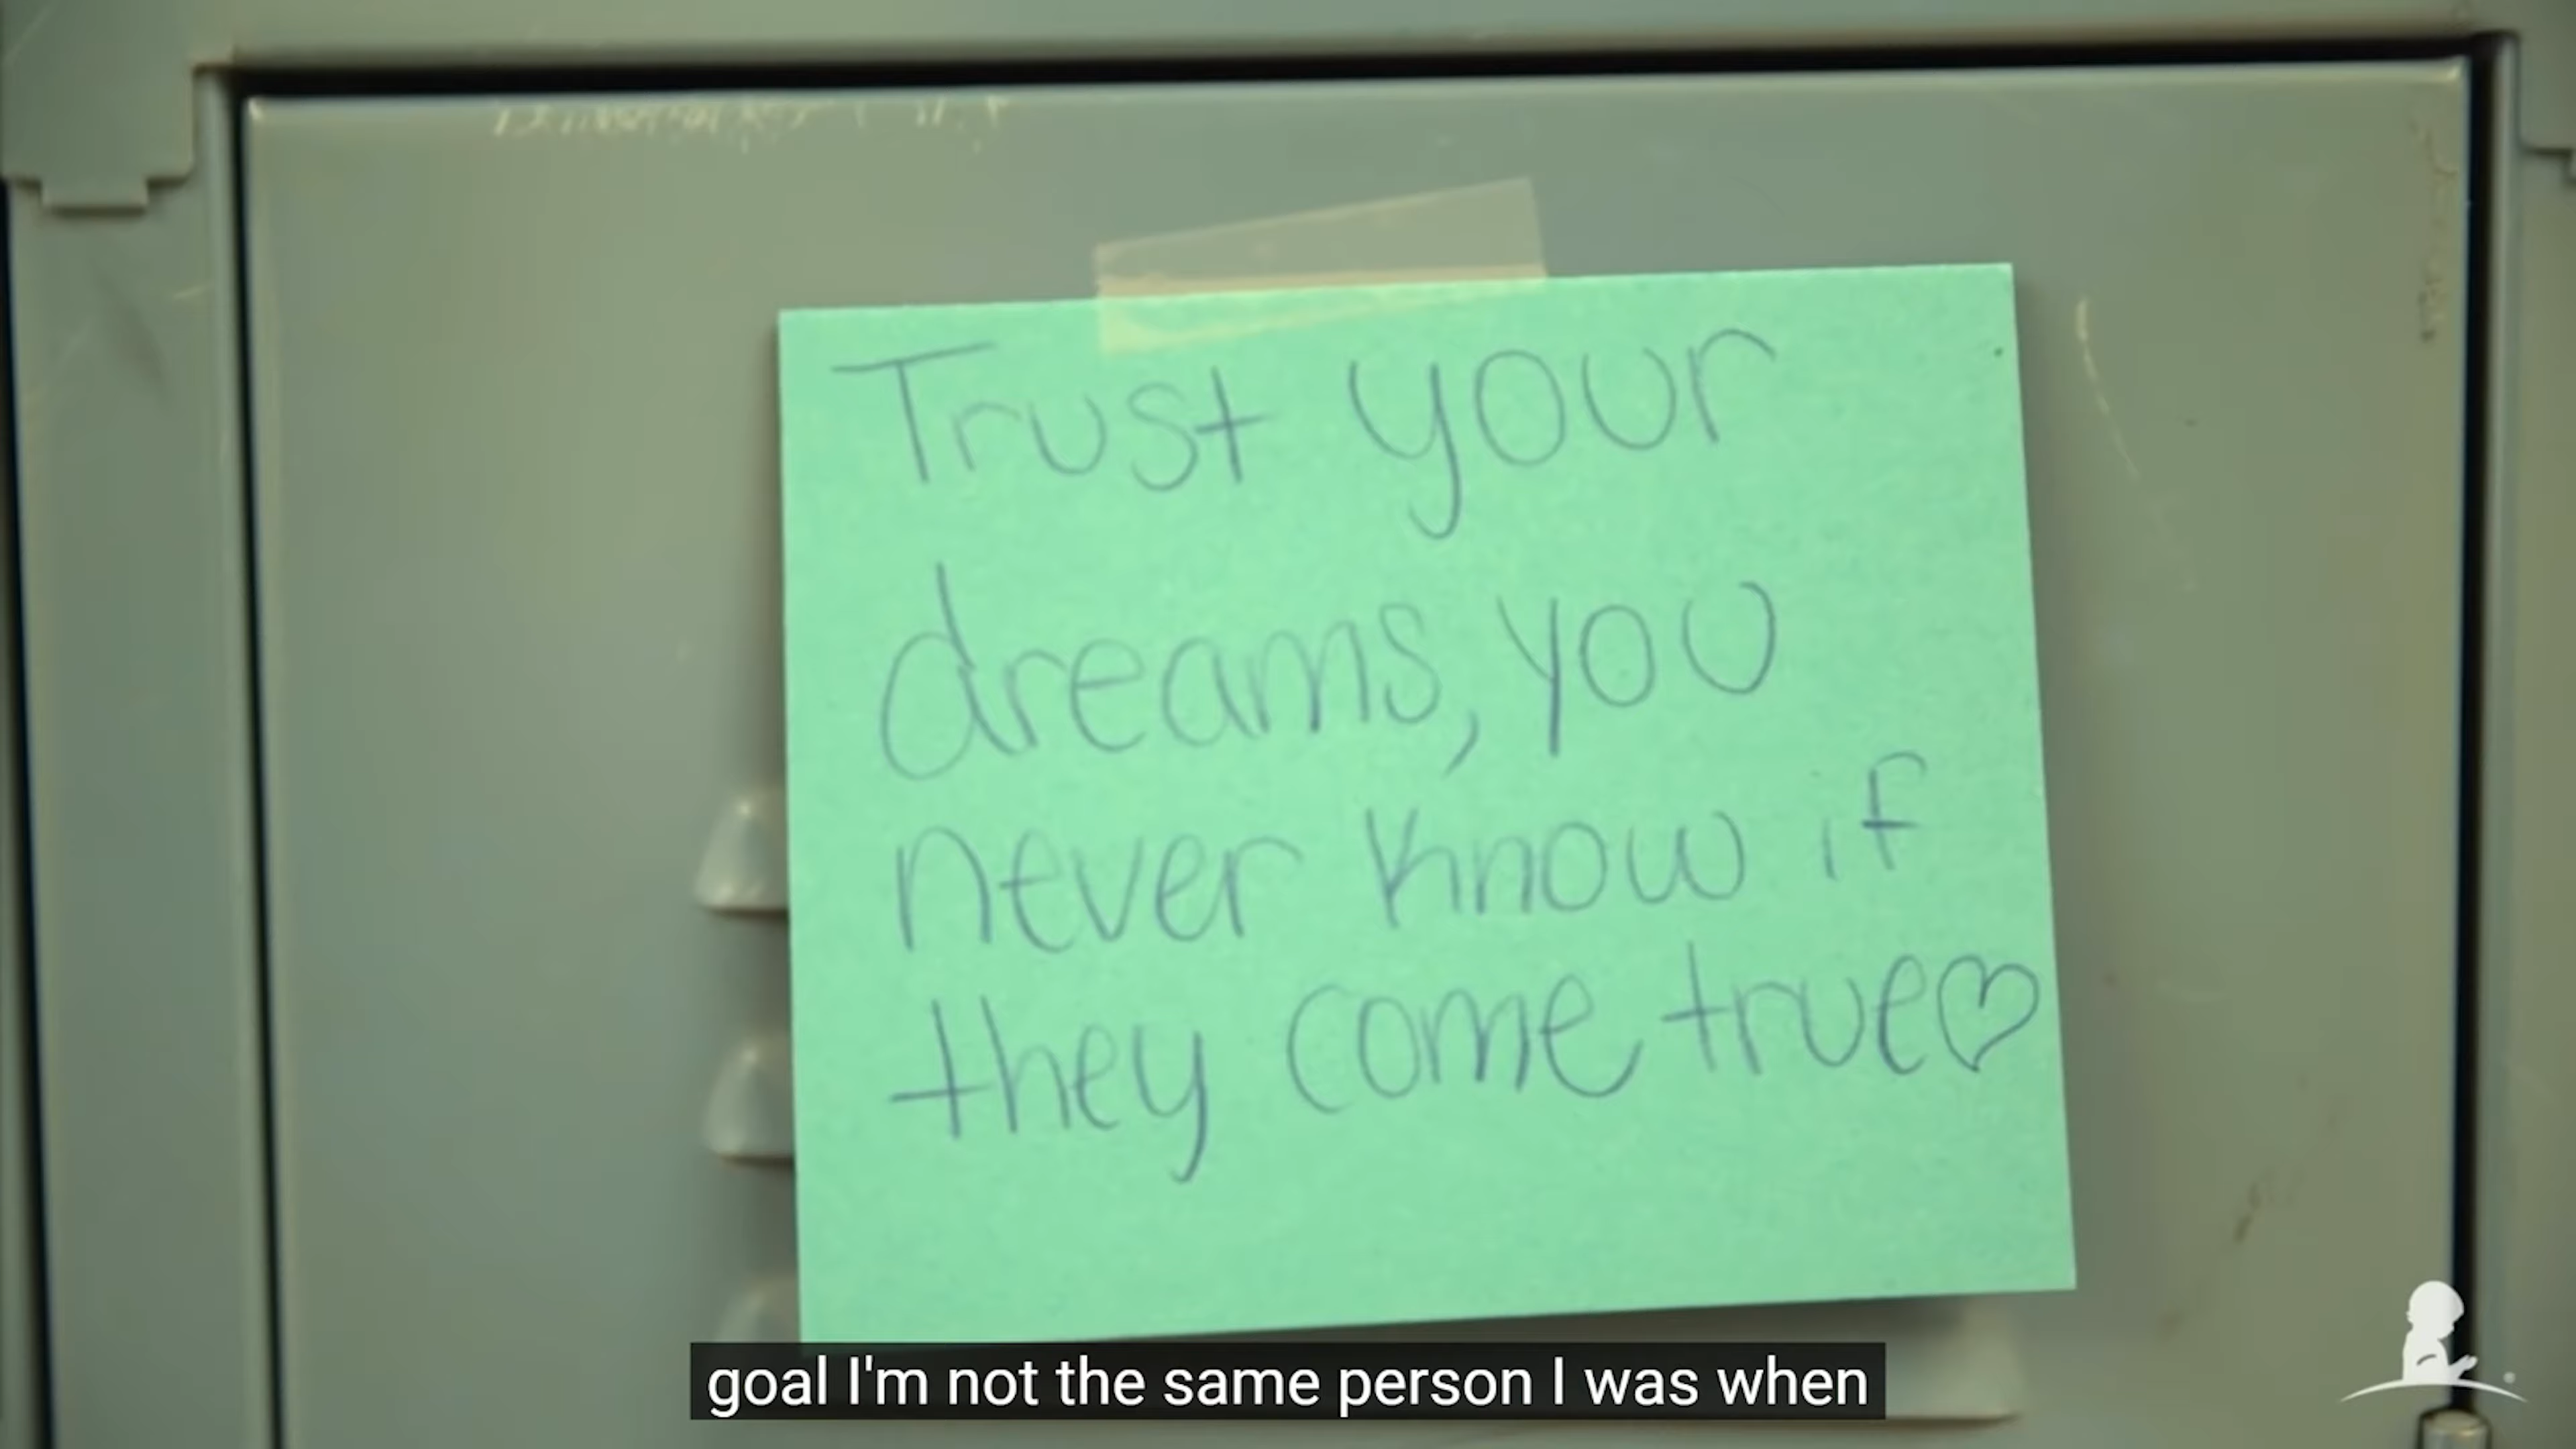 Trust your
dreams, you
never know if
they come true♡
goal I'm not the same person I was when